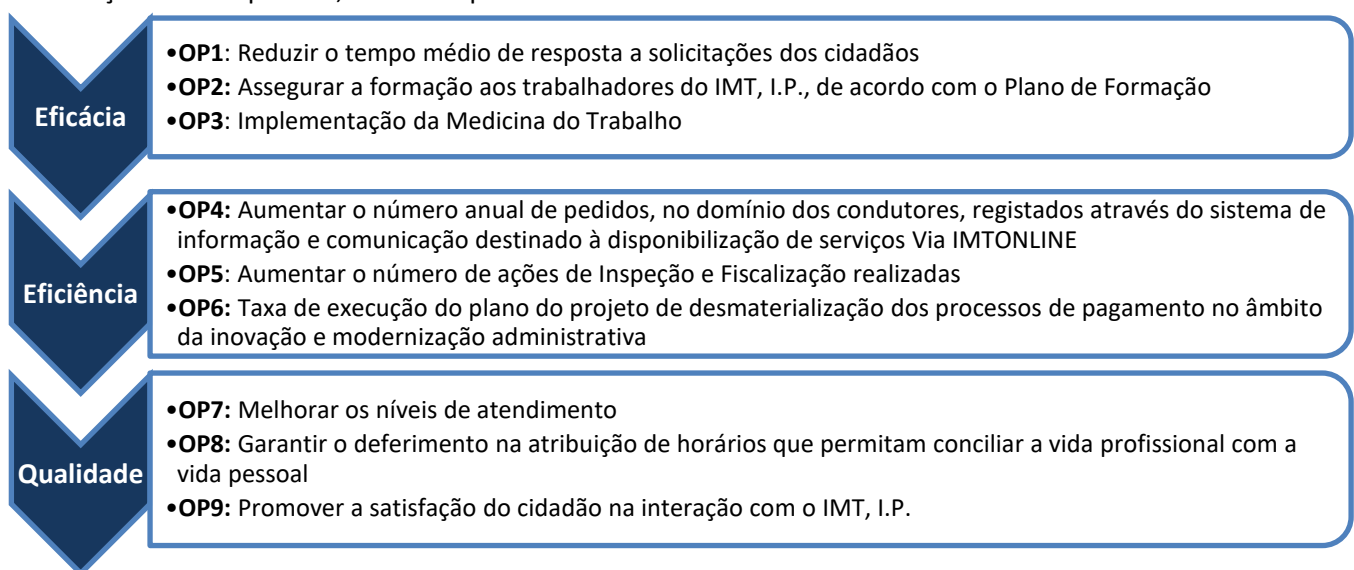 Eficácia
•OP1: Reduzir o tempo médio de resposta a solicitações dos cidadãos
•OP2: Assegurar a formação aos trabalhadores do IMT, I.P., de acordo com o Plano de Formação
•OP3: Implementação da Medicina do Trabalho
Eficiência
•OP4: Aumentar o número anual de pedidos, no domínio dos condutores, registados através do sistema de
informação e comunicação destinado à disponibilização de serviços Via IMTONLINE
•OP5: Aumentar o número de ações de Inspeção e Fiscalização realizadas
•OP6: Taxa de execução do plano do projeto de desmaterialização dos processos de pagamento no âmbito
da inovação e modernização administrativa
Qualidade
•OP7: Melhorar os níveis de atendimento
•OP8: Garantir o deferimento na atribuição de horários que permitam conciliar a vida profissional com a
vida pessoal
•OP9: Promover a satisfação do cidadão na interação com o IMT, I.P.